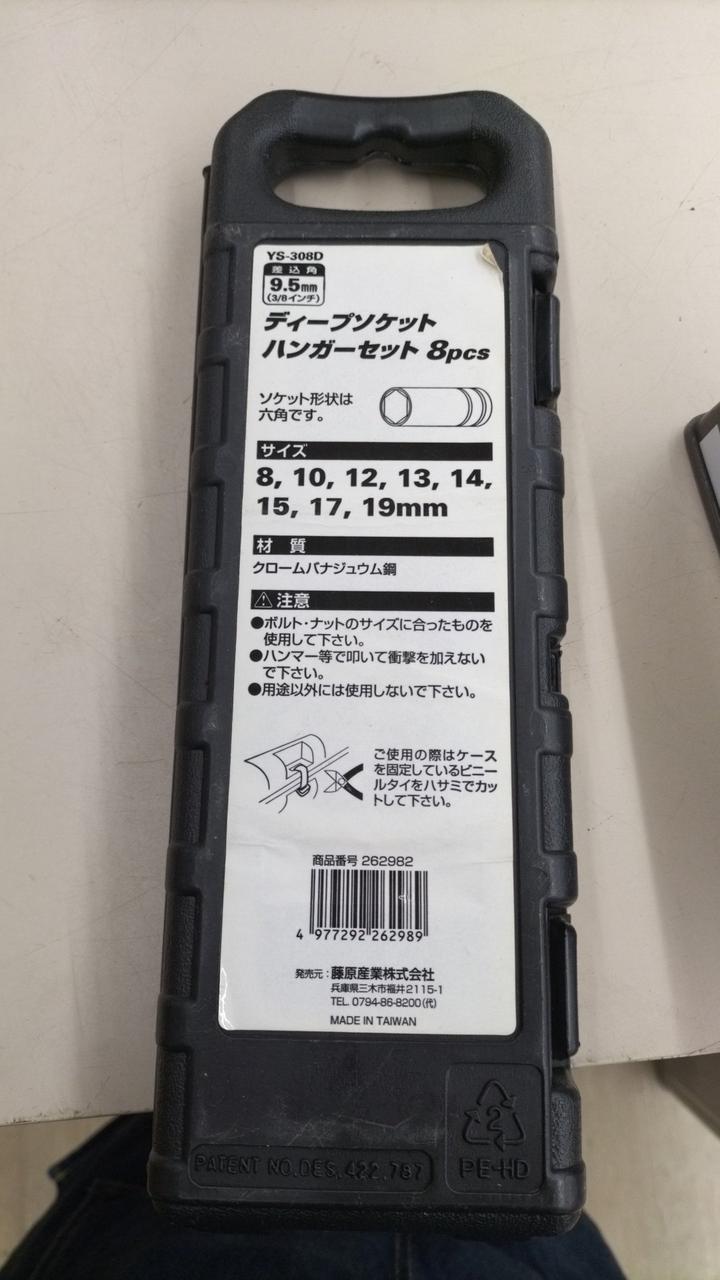 YS-308D
差込角
9.5mm
(3/8インチ)
ディープソケット
ハンガーセット 8pcs
ソケット形状は
六角です。
サイズ
8, 10, 12, 13, 14,
15, 17, 19mm
材 質
クロームバナジュウム鋼
⚠注意
●ボルト・ナットのサイズに合ったものを
使用して下さい。
●ハンマー等で叩いて衝撃を加えない
で下さい。
●用途以外には使用しないで下さい。
ご使用の際はケース
を固定しているビニー
ルタイをハサミでカッ
トして下さい。
商品番号 262982
4 977292 262989
発売元:藤原産業株式会社
兵庫県三木市福井2115-1
TEL. 0794-86-8200(代)
MADE IN TAIWAN
2
PATENT NO.DES.422,787
PE-HD